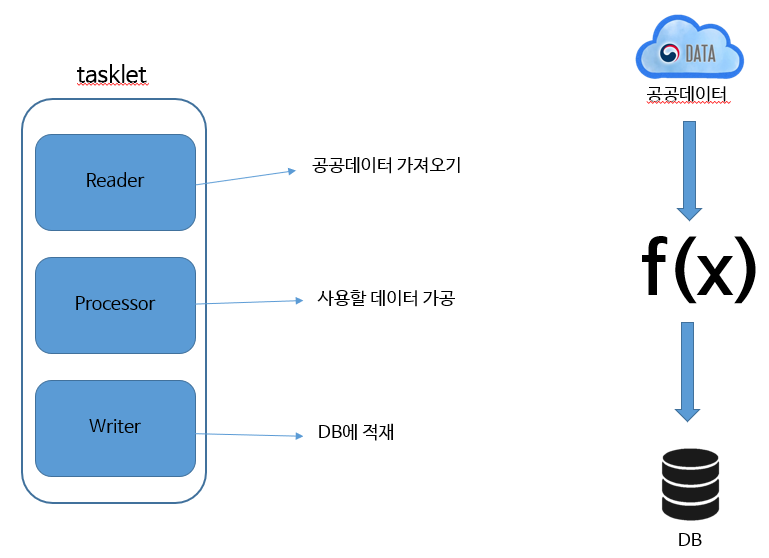 tasklet
Reader
공공데이터 가져오기
Processor
사용할 데이터 가공
Writer
DB에 적재
DATA
공공데이터
f(x)
DB